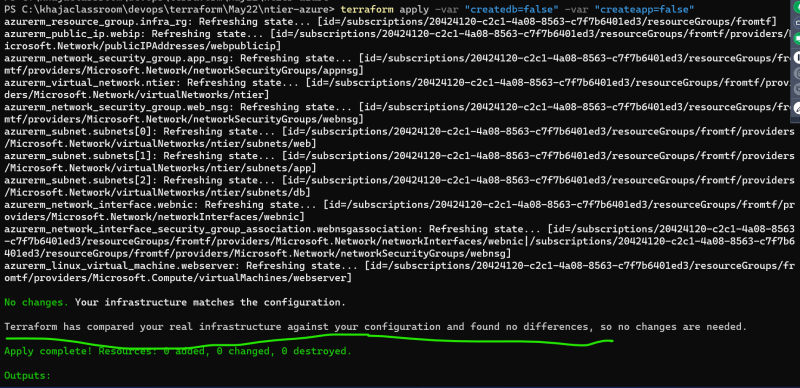 PS C:\khajaclassroom\devops\terraform\May22\ntier-azure> terraform apply -var "createdb=false" -var "createapp=false"
azurerm_resource_group.infra_rg: Refreshing state... [id=/subscriptions/20424120-c2c1-4a08-8563-c7f7b6401ed3/resourceGroups/fromtf]
azurerm_public_ip.webip: Refreshing state... [id=/subscriptions/20424120-c2c1-4a08-8563-c7f7b6401ed3/resourceGroups/fromtf/providers/M
icrosoft.Network/publicIPAddresses/webpublicip]
azurerm_network_security_group.app_nsg: Refreshing state... [id=/subscriptions/20424120-c2c1-4a08-8563-c7f7b6401ed3/resourceGroups/fro
mtf/providers/Microsoft.Network/networkSecurityGroups/appnsg]
azurerm_virtual_network.ntier: Refreshing state... [id=/subscriptions/20424120-c2c1-4a08-8563-c7f7b6401ed3/resourceGroups/fromtf/provi
ders/Microsoft.Network/virtualNetworks/ntier]
azurerm_network_security_group.web_nsg: Refreshing state... [id=/subscriptions/20424120-c2c1-4a08-8563-c7f7b6401ed3/resourceGroups/fro
mtf/providers/Microsoft.Network/networkSecurityGroups/webnsg]
azurerm_subnet.subnets[0]: Refreshing state... [id=/subscriptions/20424120-c2c1-4a08-8563-c7f7b6401ed3/resourceGroups/fromtf/providers
/Microsoft.Network/virtualNetworks/ntier/subnets/web]
azurerm_subnet.subnets[1]: Refreshing state... [id=/subscriptions/20424120-c2c1-4a08-8563-c7f7b6401ed3/resourceGroups/fromtf/providers
/Microsoft.Network/virtualNetworks/ntier/subnets/app]
azurerm_subnet.subnets[2]: Refreshing state... [id=/subscriptions/20424120-c2c1-4a08-8563-c7f7b6401ed3/resourceGroups/fromtf/providers
/Microsoft.Network/virtualNetworks/ntier/subnets/db]
azurerm_network_interface.webnic: Refreshing state... [id=/subscriptions/20424120-c2c1-4a08-8563-c7f7b6401ed3/resourceGroups/fromtf/pro
viders/Microsoft.Network/networkInterfaces/webnic]
azurerm_network_interface_security_group_association.webnsgassociation: Refreshing state... [id=/subscriptions/20424120-c2c1-4a08-8563
-c7f7b6401ed3/resourceGroups/fromtf/providers/Microsoft.Network/networkInterfaces/webnic|/subscriptions/20424120-c2c1-4a08-8563-c7f7b6
401ed3/resourceGroups/fromtf/providers/Microsoft.Network/networkSecurityGroups/webnsg]
azurerm_linux_virtual_machine.webserver: Refreshing state... [id=/subscriptions/20424120-c2c1-4a08-8563-c7f7b6401ed3/resourceGroups/fr
omtf/providers/Microsoft.Compute/virtualMachines/webserver]
No changes. Your infrastructure matches the configuration.
Terraform has compared your real infrastructure against your configuration and found no differences, so no changes are needed.
Apply complete! Resources: 0 added, 0 changed, 0 destroyed.
Outputs: